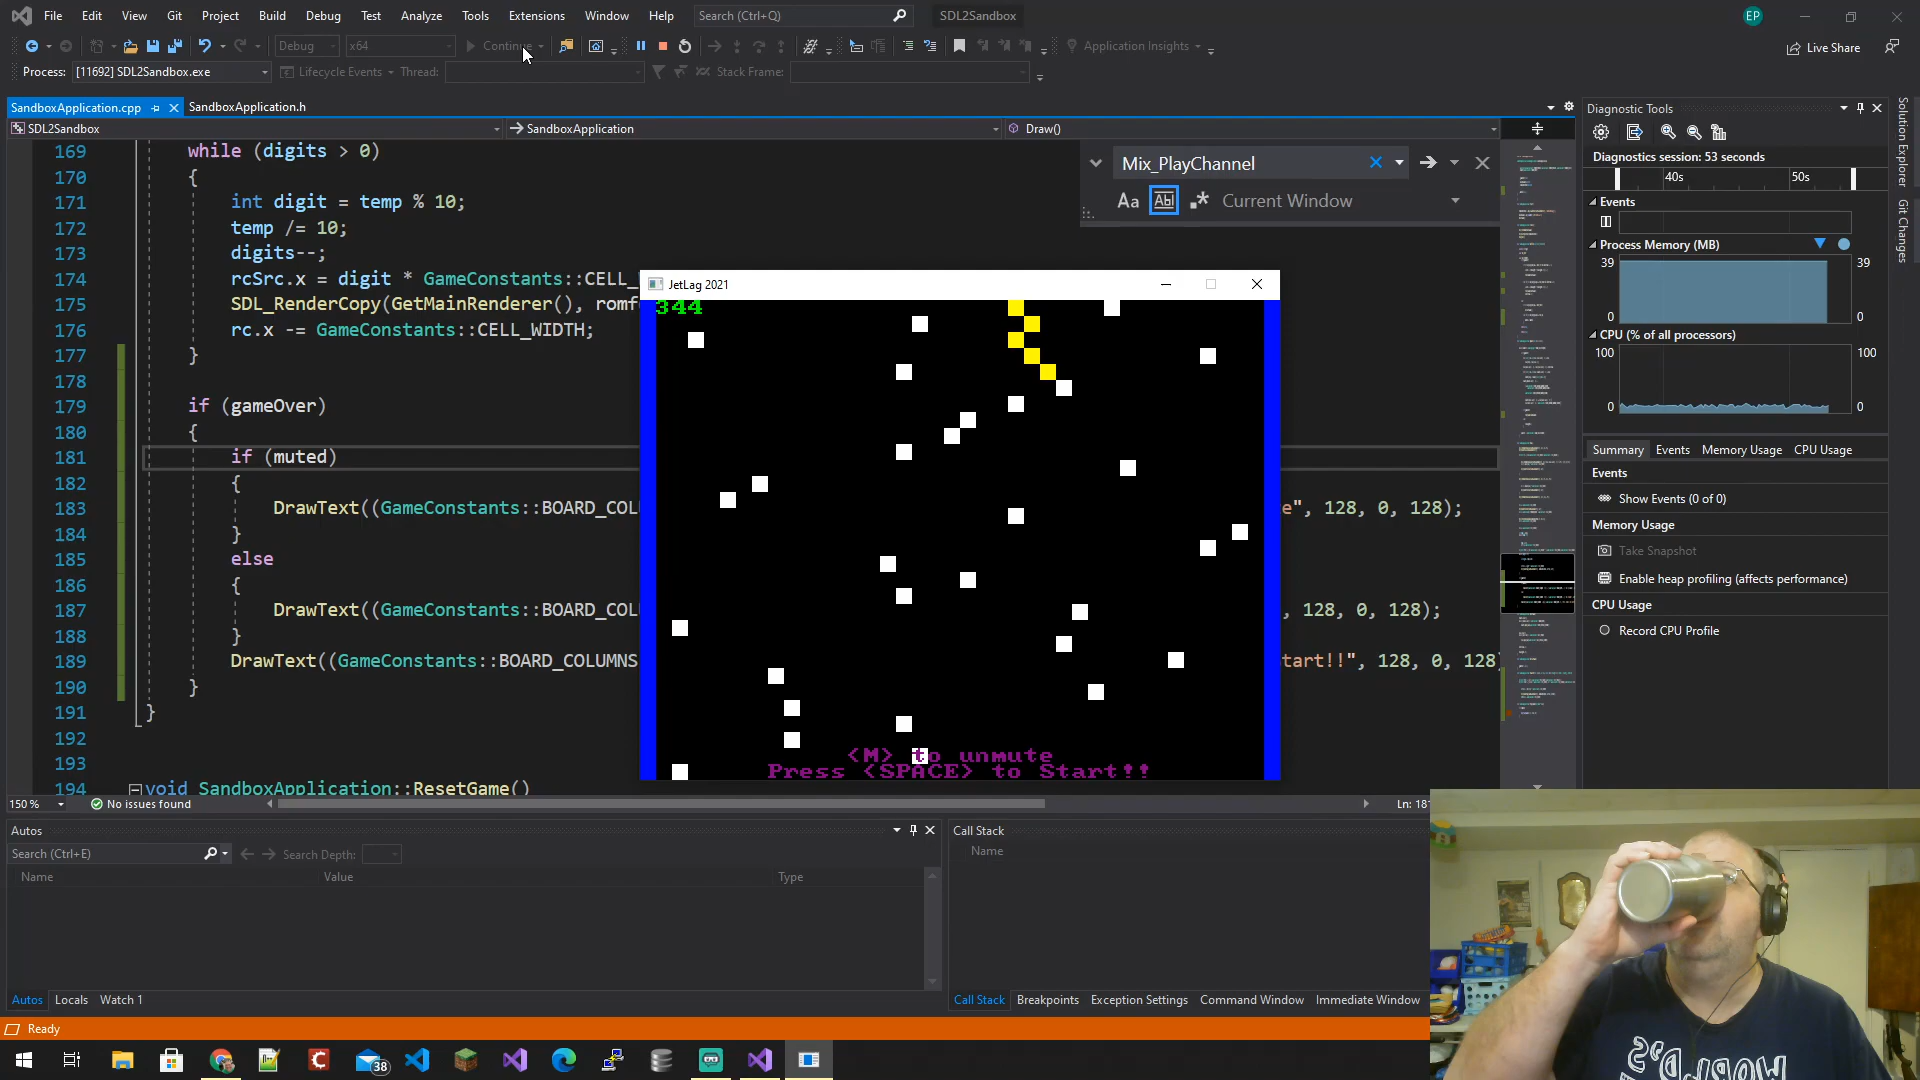 File Edit View Git Project Build Debug Test Analyze Tools Extensions Window Help Search (Ctrl+Q) SDL2Sandbox EP
Debug x64 Continue Application Insights Live Share
Process: [11692] SDL2Sandbox.exe Lifecycle Events Thread: Stack Frame:
SandboxApplication.cpp SandboxApplication.h
SDL2Sandbox SandboxApplication Draw()
169 while (digits > 0)
170 {
171 int digit = temp % 10;
172 temp /= 10;
173 digits--;
174 rcSrc.x = digit * GameConstants::CELL_
175 SDL_RenderCopy(GetMainRenderer(), romf
176 rc.x -= GameConstants::CELL_WIDTH;
177 }
178
179 if (gameOver)
180 {
181 if (muted)
182 {
183 DrawText((GameConstants::BOARD_COL e", 128, 0, 128);
184 }
185 else
186 {
187 DrawText((GameConstants::BOARD_COL , 128, 0, 128);
188 }
189 DrawText((GameConstants::BOARD_COLUMNS tart!!", 128, 0, 128
190 }
191 }
192
193
194 void SandboxApplication::ResetGame()
150 % No issues found Ln: 181
Mix_PlayChannel
Aa Abl .* Current Window
JetLag 2021
344
<M> to unmute
Press <SPACE> to Start!!
Diagnostic Tools
Diagnostics session: 53 seconds
40s 50s
Events
Process Memory (MB)
39 39
0 0
CPU (% of all processors)
100 100
0 0
Summary Events Memory Usage CPU Usage
Events
Show Events (0 of 0)
Memory Usage
Take Snapshot
Enable heap profiling (affects performance)
CPU Usage
Record CPU Profile
Solution Explorer
Git Changes
Autos
Search (Ctrl+E) Search Depth:
Name Value Type
Autos Locals Watch 1
Call Stack
Name
Call Stack Breakpoints Exception Settings Command Window Immediate Window
Ready
38